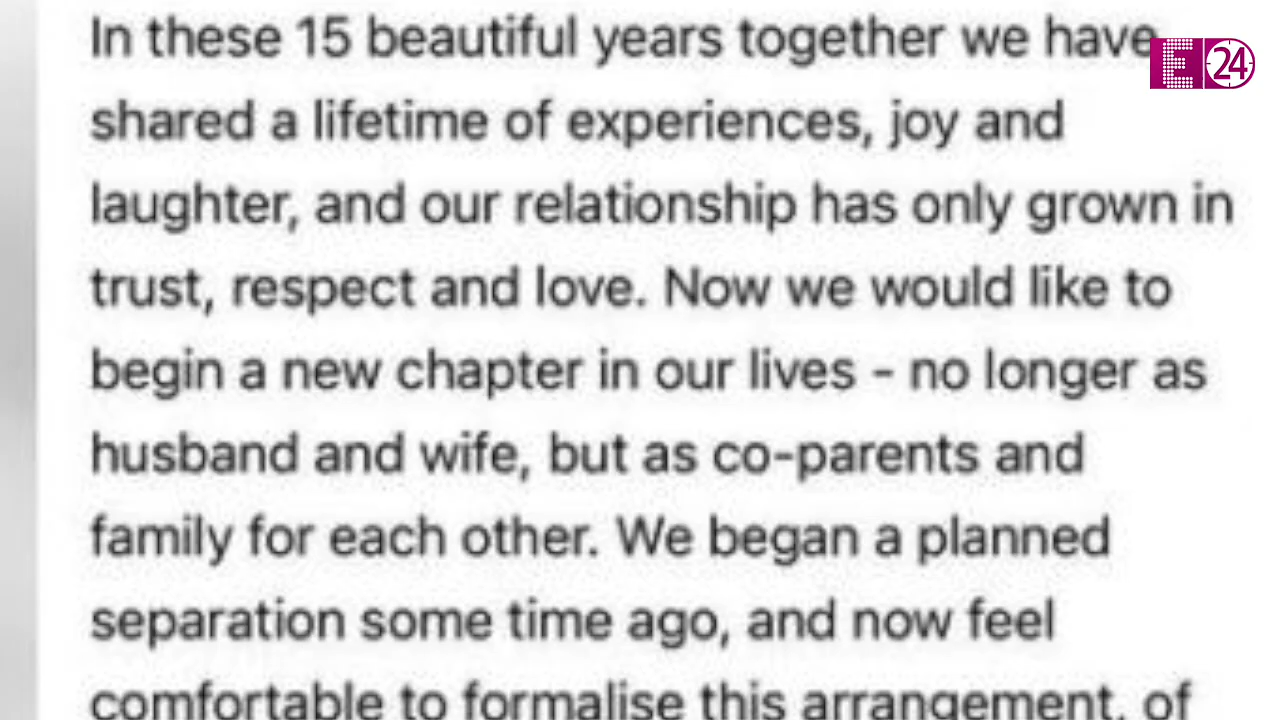 In these 15 beautiful years together we have
E 24
shared a lifetime of experiences, joy and
laughter, and our relationship has only grown in
trust, respect and love. Now we would like to
begin a new chapter in our lives - no longer as
husband and wife, but as co-parents and
family for each other. We began a planned
separation some time ago, and now feel
comfortable to formalise this arrangement, of